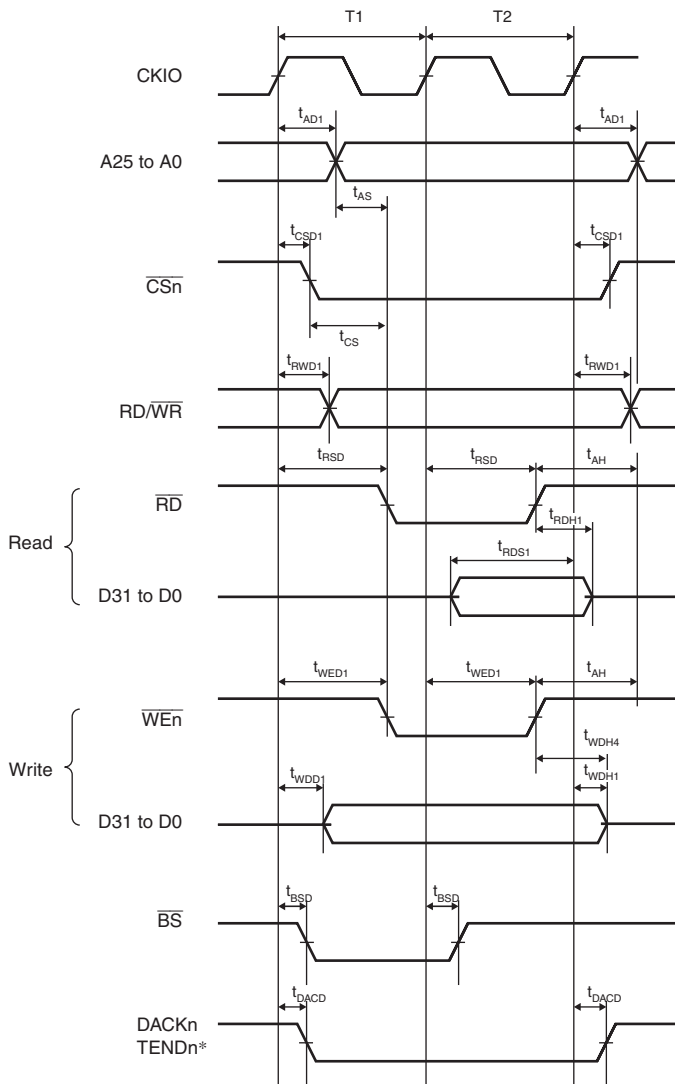 T1 T2
CKIO
tAD1 tAD1
A25 to A0
tAS
tCSD1 tCSD1
CSn
tCS
tRWD1 tRWD1
RD/WR
tRSD tRSD tAH
RD
tRDH1
Read
tRDS1
D31 to D0
tWED1 tWED1 tAH
WEn
tWDH4
Write
tWDD1 tWDH1
D31 to D0
tBSD tBSD
BS
tDACD tDACD
DACKn
TENDn*